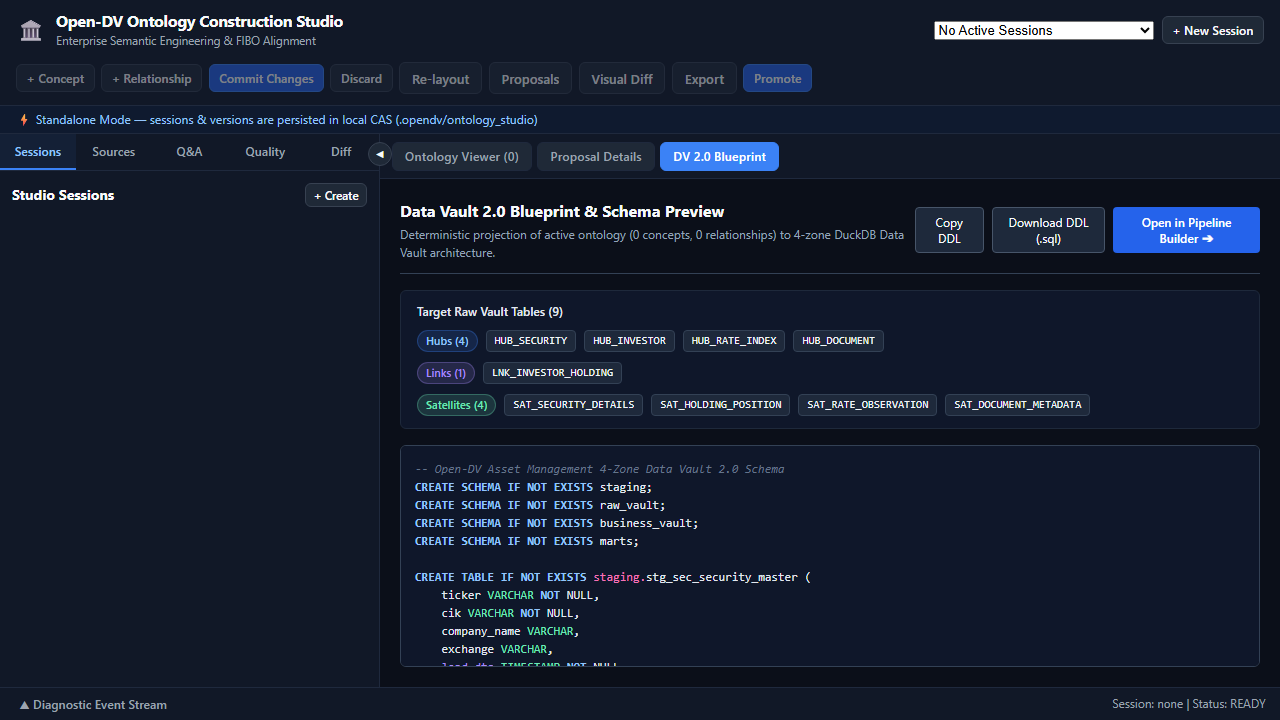 Open-DV Ontology Construction Studio
Enterprise Semantic Engineering & FIBO Alignment
No Active Sessions
+ New Session
+ Concept
+ Relationship
Commit Changes
Discard
Re-layout
Proposals
Visual Diff
Export
Promote
Standalone Mode — sessions & versions are persisted in local CAS (.opendv/ontology_studio)
Sessions
Sources
Q&A
Quality
Diff
Ontology Viewer (0)
Proposal Details
DV 2.0 Blueprint
Studio Sessions
+ Create
Data Vault 2.0 Blueprint & Schema Preview
Deterministic projection of active ontology (0 concepts, 0 relationships) to 4-zone DuckDB Data
Vault architecture.
Copy
DDL
Download DDL
(.sql)
Open in Pipeline
Builder ➔
Target Raw Vault Tables (9)
Hubs (4) HUB_SECURITY HUB_INVESTOR HUB_RATE_INDEX HUB_DOCUMENT
Links (1) LNK_INVESTOR_HOLDING
Satellites (4) SAT_SECURITY_DETAILS SAT_HOLDING_POSITION SAT_RATE_OBSERVATION SAT_DOCUMENT_METADATA
-- Open-DV Asset Management 4-Zone Data Vault 2.0 Schema
CREATE SCHEMA IF NOT EXISTS staging;
CREATE SCHEMA IF NOT EXISTS raw_vault;
CREATE SCHEMA IF NOT EXISTS business_vault;
CREATE SCHEMA IF NOT EXISTS marts;
CREATE TABLE IF NOT EXISTS staging.stg_sec_security_master (
ticker VARCHAR NOT NULL,
cik VARCHAR NOT NULL,
company_name VARCHAR,
exchange VARCHAR,
load_dts TIMESTAMP NOT NULL
▲ Diagnostic Event Stream
Session: none | Status: READY